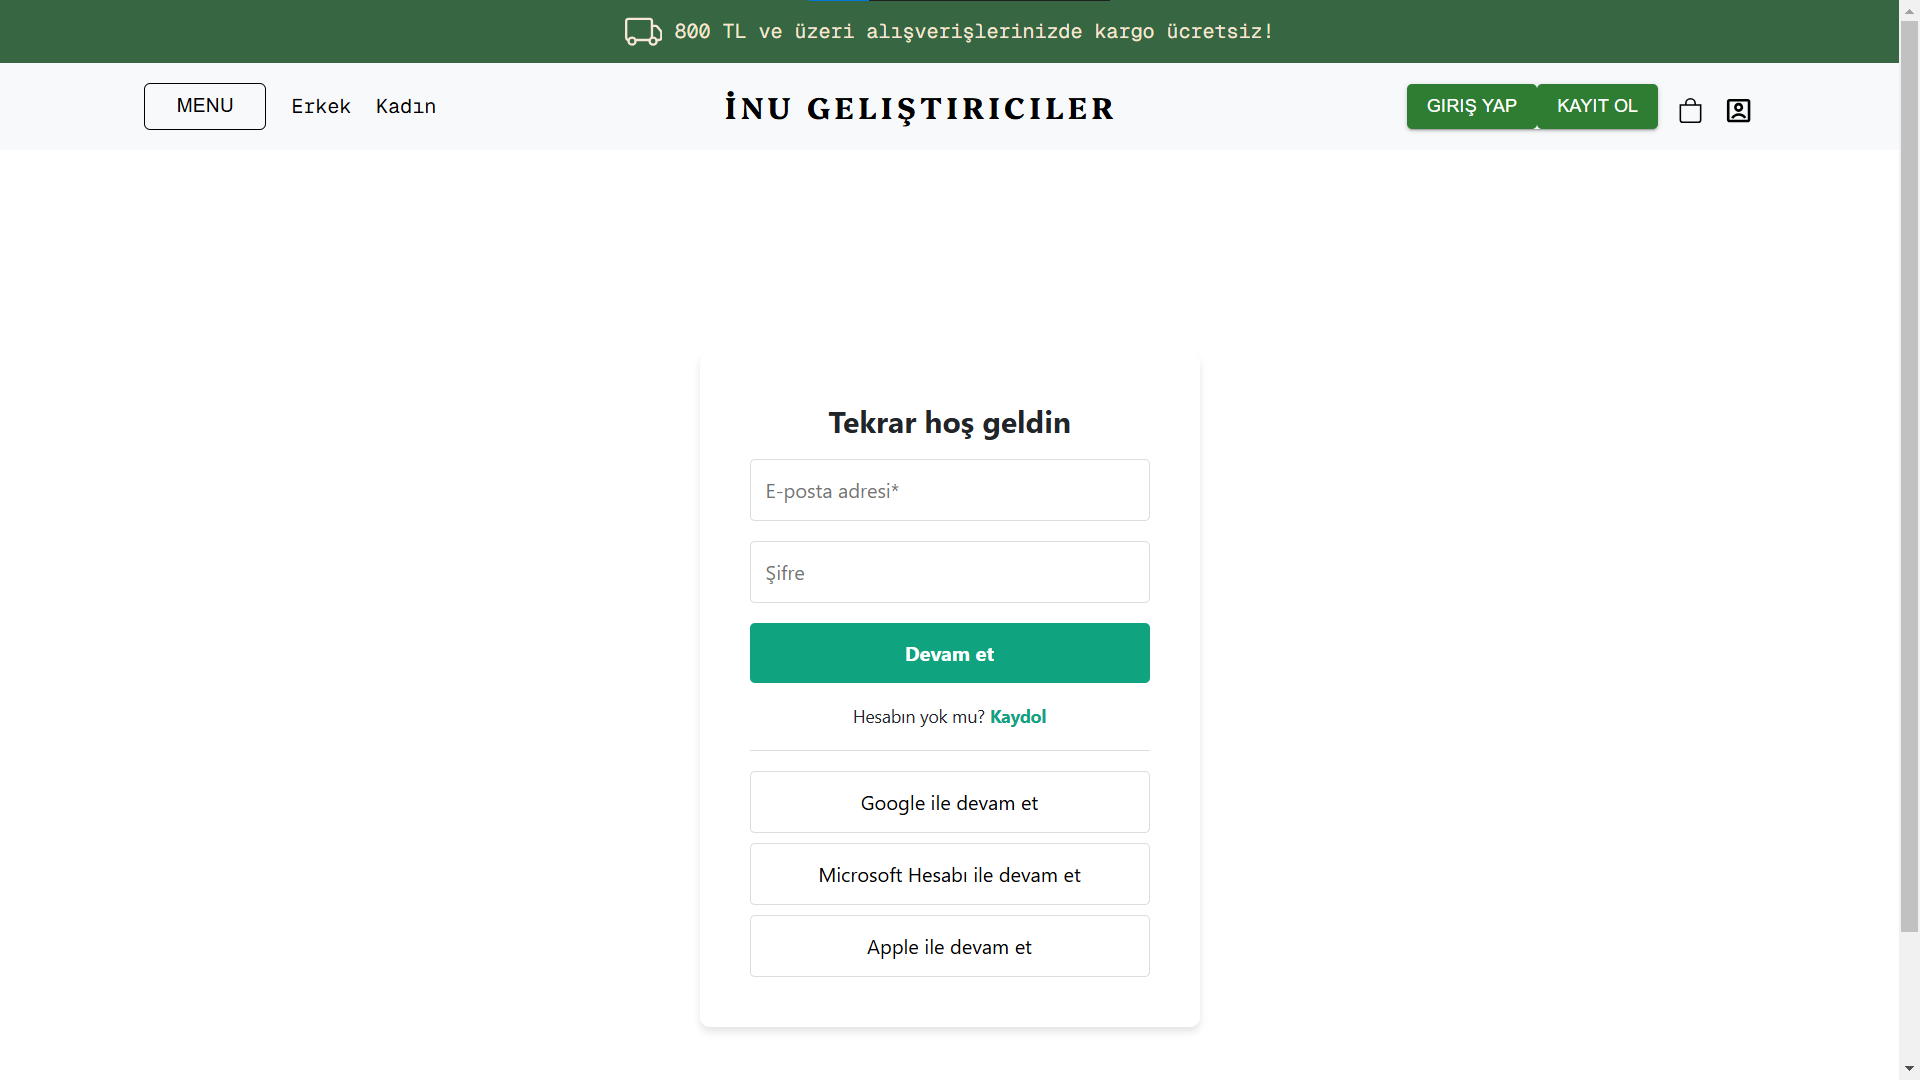 800 TL ve üzeri alışverişlerinizde kargo ücretsiz!
MENU
Erkek
Kadın
İNU GELIŞTIRICILER
GIRIŞ YAP
KAYIT OL
Tekrar hoş geldin
E-posta adresi*
Şifre
Devam et
Hesabın yok mu? Kaydol
Google ile devam et
Microsoft Hesabı ile devam et
Apple ile devam et